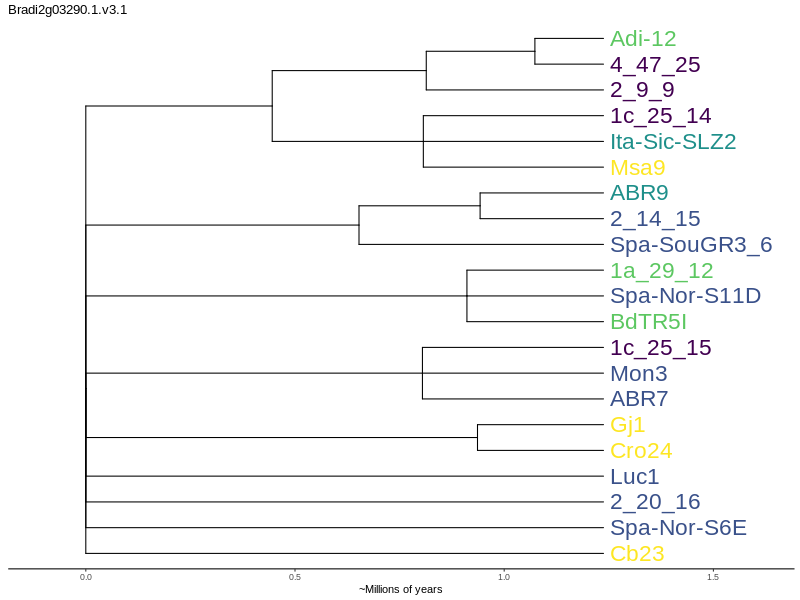 Bradi2g03290.1.v3.1
Adi-12
4_47_25
2_9_9
1c_25_14
Ita-Sic-SLZ2
Msa9
ABR9
2_14_15
Spa-SouGR3_6
1a_29_12
Spa-Nor-S11D
BdTR5I
1c_25_15
Mon3
ABR7
Gj1
Cro24
Luc1
2_20_16
Spa-Nor-S6E
Cb23
0.0 0.5 1.0 1.5
~Millions of years